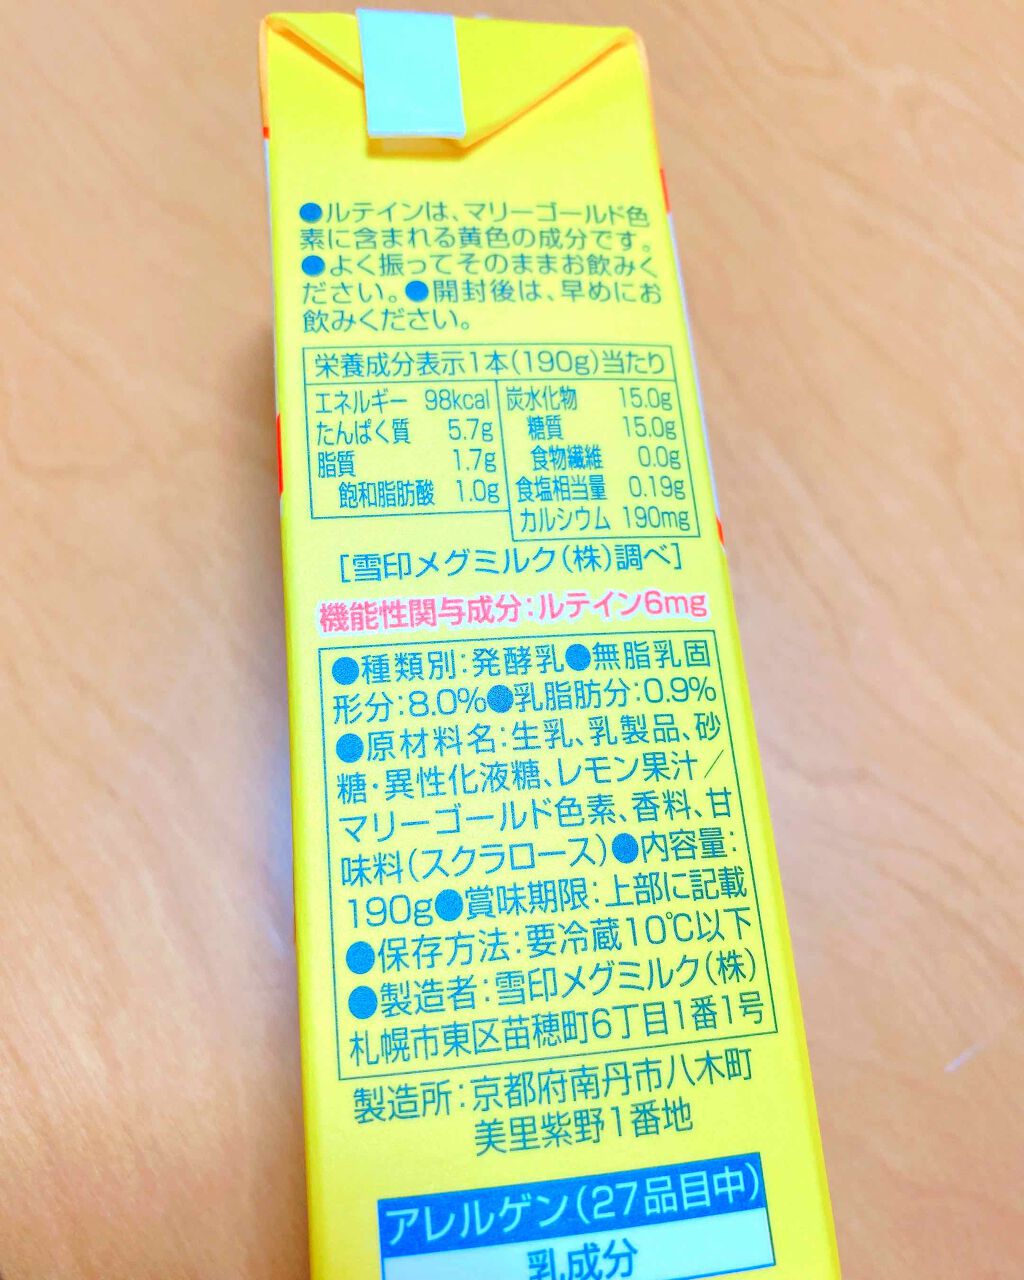 ●ルテインは、マリーゴールド色
素に含まれる黄色の成分です。
●よく振ってそのままお飲みく
ださい。●開封後は、早めにお
飲みください。
栄養成分表示1本(190g)当たり
エネルギー 98kcal
たんぱく質 5.7g
脂質 1.7g
飽和脂肪酸 1.0g
炭水化物 15.0g
糖質 15.0g
食物繊維 0.0g
食塩相当量 0.19g
カルシウム 190mg
[雪印メグミルク(株)調べ]
機能性関与成分:ルテイン6mg
●種類別:発酵乳●無脂乳固
形分:8.0%●乳脂肪分:0.9%
●原材料名:生乳、乳製品、砂
糖・異性化液糖、レモン果汁/
マリーゴールド色素、香料、甘
味料(スクラロース)●内容量:
190g●賞味期限:上部に記載
●保存方法:要冷蔵10℃以下
●製造者:雪印メグミルク(株)
札幌市東区苗穂町6丁目1番1号
製造所:京都府南丹市八木町
美里紫野1番地
アレルゲン(27品目中)
乳成分